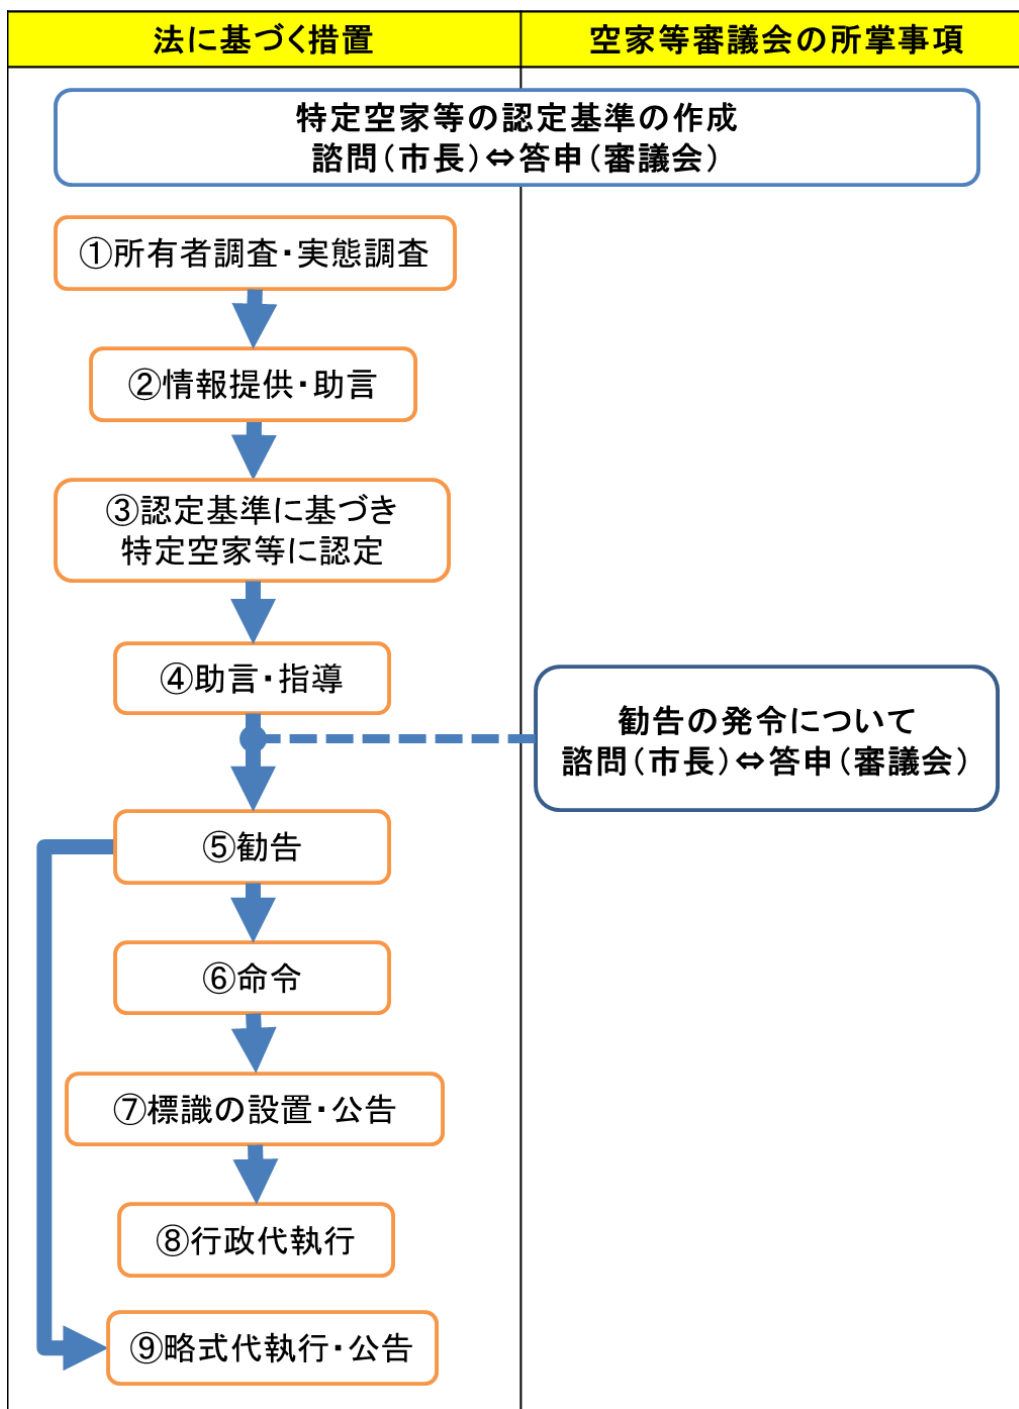 法に基づく措置
空家等審議会の所掌事項
特定空家等の認定基準の作成
諮問(市長)⇔答申(審議会)
①所有者調査・実態調査
②情報提供・助言
③認定基準に基づき
特定空家等に認定
④助言・指導
勧告の発令について
諮問(市長)⇔答申(審議会)
⑤勧告
⑥命令
⑦標識の設置・公告
⑧行政代執行
⑨略式代執行・公告